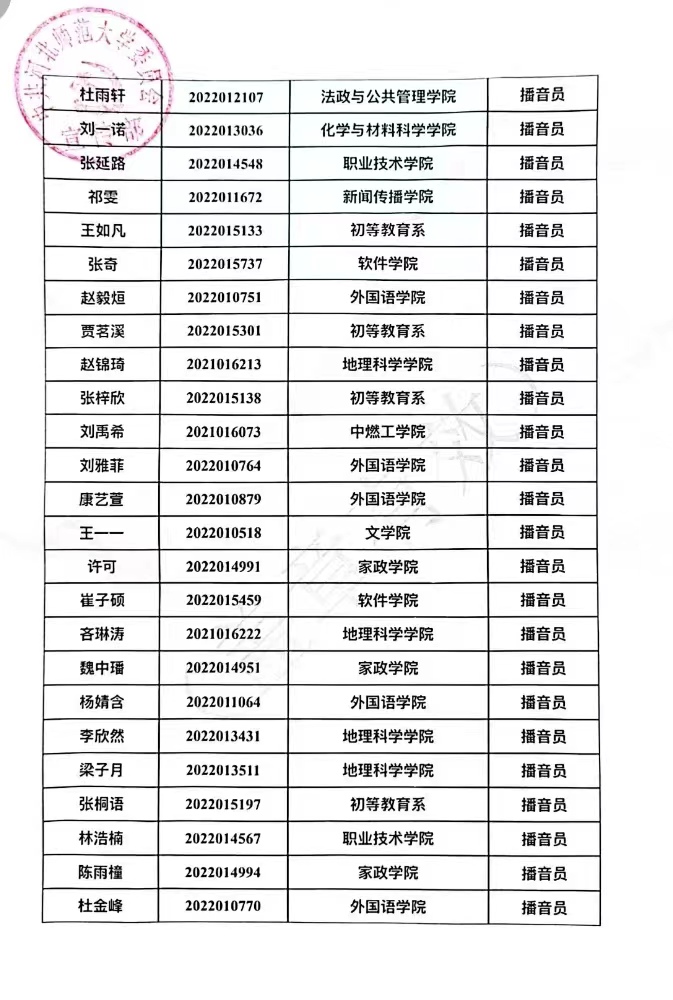 中共河北师范大学委员会
杜雨轩 2022012107 法政与公共管理学院 播音员
刘一诺 2022013036 化学与材料科学学院 播音员
张延路 2022014548 职业技术学院 播音员
祁雯 2022011672 新闻传播学院 播音员
王如凡 2022015133 初等教育系 播音员
张奇 2022015737 软件学院 播音员
赵毅烜 2022010751 外国语学院 播音员
贾茗溪 2022015301 初等教育系 播音员
赵锦琦 2021016213 地理科学学院 播音员
张梓欣 2022015138 初等教育系 播音员
刘禹希 2021016073 中燃工学院 播音员
刘雅菲 2022010764 外国语学院 播音员
康艺萱 2022010879 外国语学院 播音员
王一一 2022010518 文学院 播音员
许可 2022014991 家政学院 播音员
崔子硕 2022015459 软件学院 播音员
吝琳涛 2021016222 地理科学学院 播音员
魏中璠 2022014951 家政学院 播音员
杨婧含 2022011064 外国语学院 播音员
李欣然 2022013431 地理科学学院 播音员
梁子月 2022013511 地理科学学院 播音员
张桐语 2022015197 初等教育系 播音员
林浩楠 2022014567 职业技术学院 播音员
陈雨橦 2022014994 家政学院 播音员
杜金峰 2022010770 外国语学院 播音员